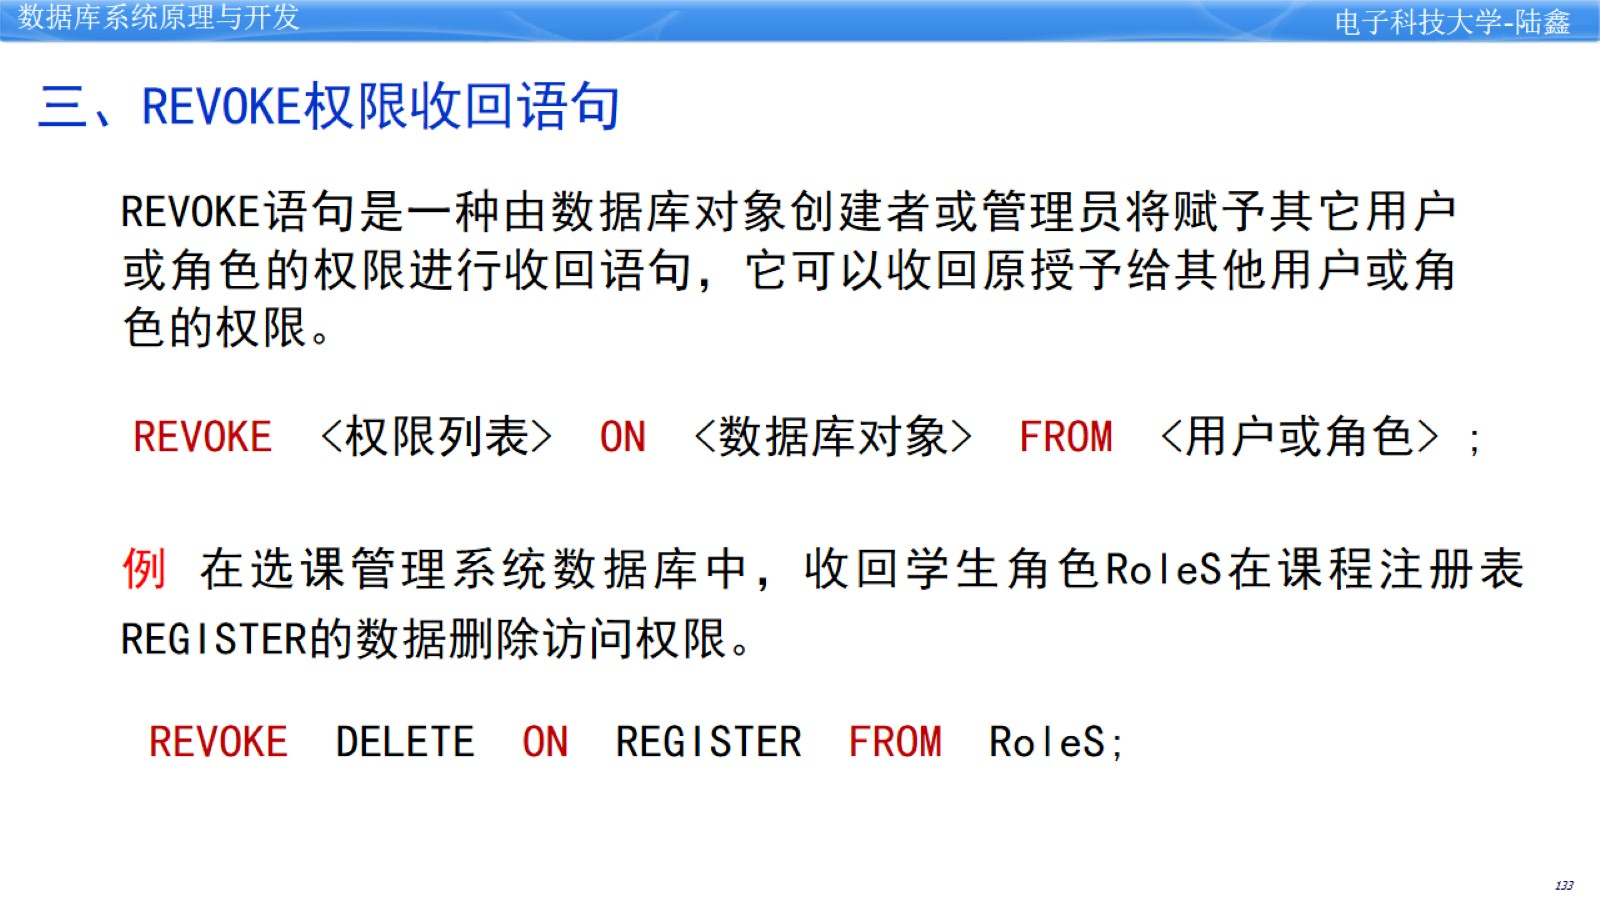 数据库系统原理与开发
电子科技大学-陆鑫
三、REVOKE权限收回语句
REVOKE语句是一种由数据库对象创建者或管理员将赋予其它用户
或角色的权限进行收回语句，它可以收回原授予给其他用户或角
色的权限。
REVOKE <权限列表> ON <数据库对象> FROM <用户或角色> ;
例 在选课管理系统数据库中，收回学生角色RoleS在课程注册表
REGISTER的数据删除访问权限。
REVOKE DELETE ON REGISTER FROM RoleS;
133